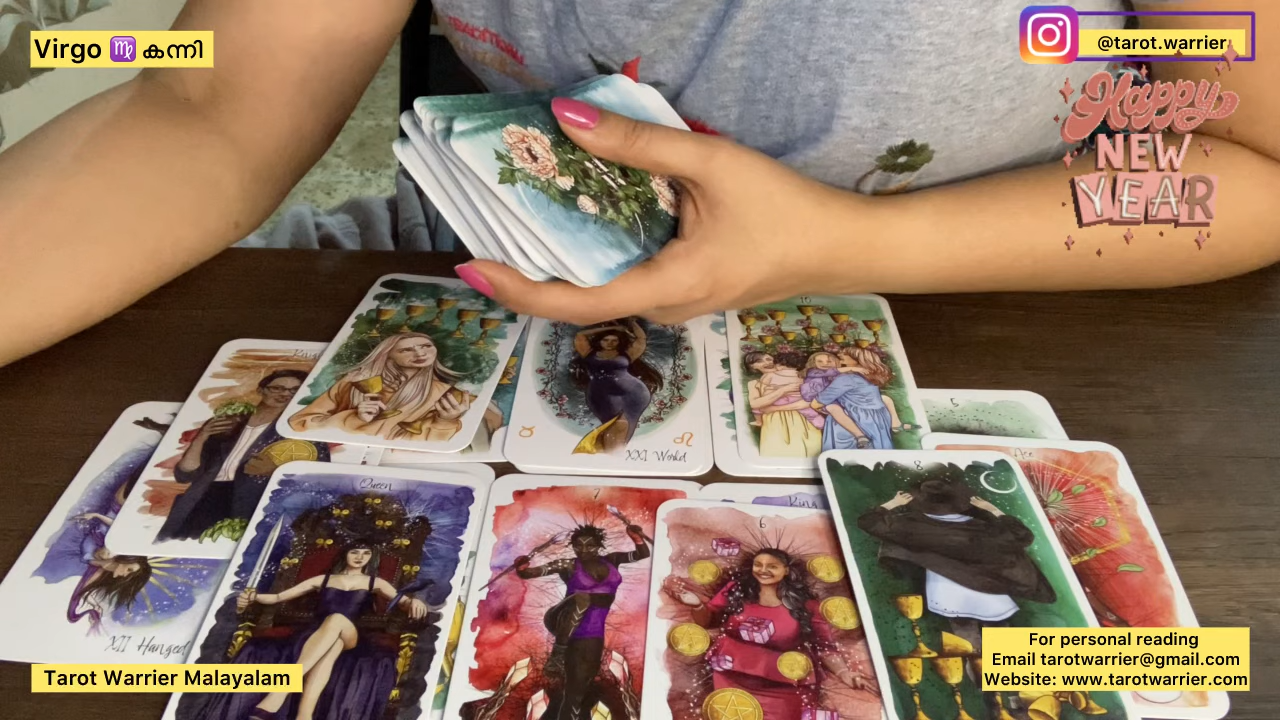 Virgo ♍ കന്നി
@tarot.warrier
Happy
NEW
YEAR
TRADITION
10
XXI World
5
Ace
Queen
7
King
6
8
XII Hanged
Tarot Warrier Malayalam
For personal reading
Email tarotwarrier@gmail.com
Website: www.tarotwarrier.com